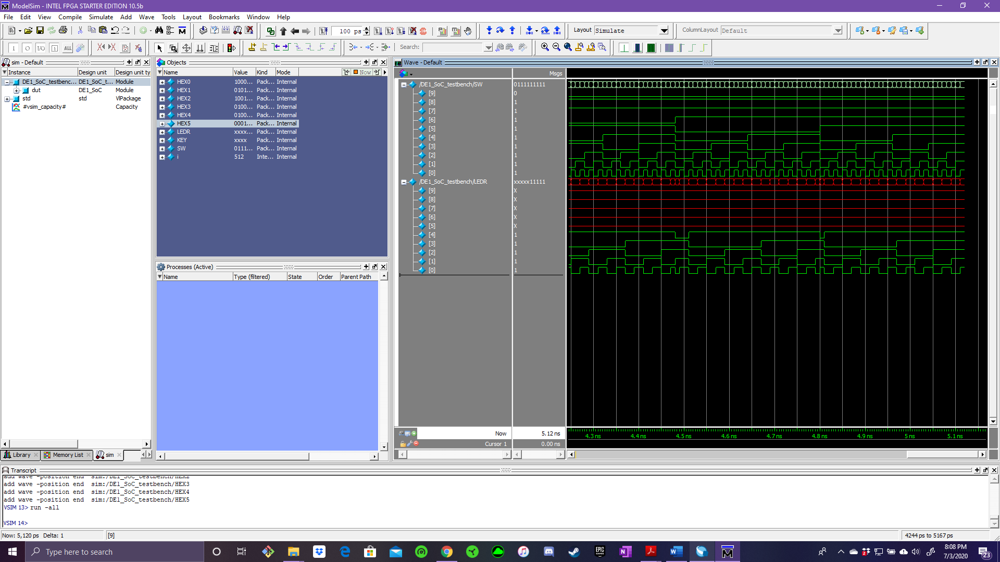 ModelSim - INTEL FPGA STARTER EDITION 10.5b
File Edit View Compile Simulate Add Wave Tools Layout Bookmarks Window Help
100 ps
Layout Simulate
ColumnLayout Default
Search:
sim - Default
Instance Design unit Design unit ty
DE1_SoC_testbenc... DE1_SoC_t... Module
dut DE1_SoC Module
std std VlPackage
#vsim_capacity# Capacity
Library Memory List sim
Objects
Name Value Kind Mode Now
HEX0 1000... Pack... Internal
HEX1 0101... Pack... Internal
HEX2 1001... Pack... Internal
HEX3 0100... Pack... Internal
HEX4 0100... Pack... Internal
HEX5 0001... Pack... Internal
LEDR xxxx... Pack... Internal
KEY xxxx Pack... Internal
SW 0111... Pack... Internal
i 512 Inte... Internal
Processes (Active)
Name Type (filtered) State Order Parent Path
Wave - Default
Msgs
/DE1_SoC_testbench/SW 0111111111
[9] 0
[8] 1
[7] 1
[6] 1
[5] 1
[4] 1
[3] 1
[2] 1
[1] 1
[0] 1
/DE1_SoC_testbench/LEDR xxxxx11111
[9] X
[8] X
[7] X
[6] X
[5] X
[4] 1
[3] 1
[2] 1
[1] 1
[0] 1
Now 5.12 ns
Cursor 1 0.00 ns
4.3 ns 4.4 ns 4.5 ns 4.6 ns 4.7 ns 4.8 ns 4.9 ns 5 ns 5.1 ns
Transcript
add wave -position end sim:/DE1_SoC_testbench/HEX2
add wave -position end sim:/DE1_SoC_testbench/HEX3
add wave -position end sim:/DE1_SoC_testbench/HEX4
add wave -position end sim:/DE1_SoC_testbench/HEX5
VSIM 13> run -all
VSIM 14>
Now: 5,120 ps Delta: 1 [9] 4244 ps to 5167 ps
Type here to search
8:08 PM
7/3/2020
23